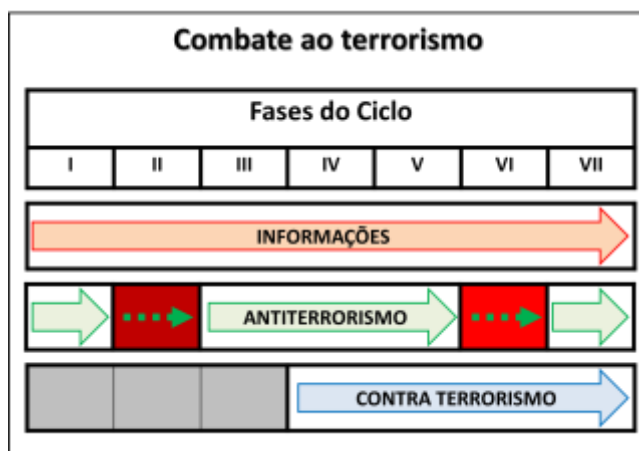 Combate ao terrorismo
Fases do Ciclo
I II III IV V VI VII
INFORMAÇÕES
ANTITERRORISMO
CONTRA TERRORISMO